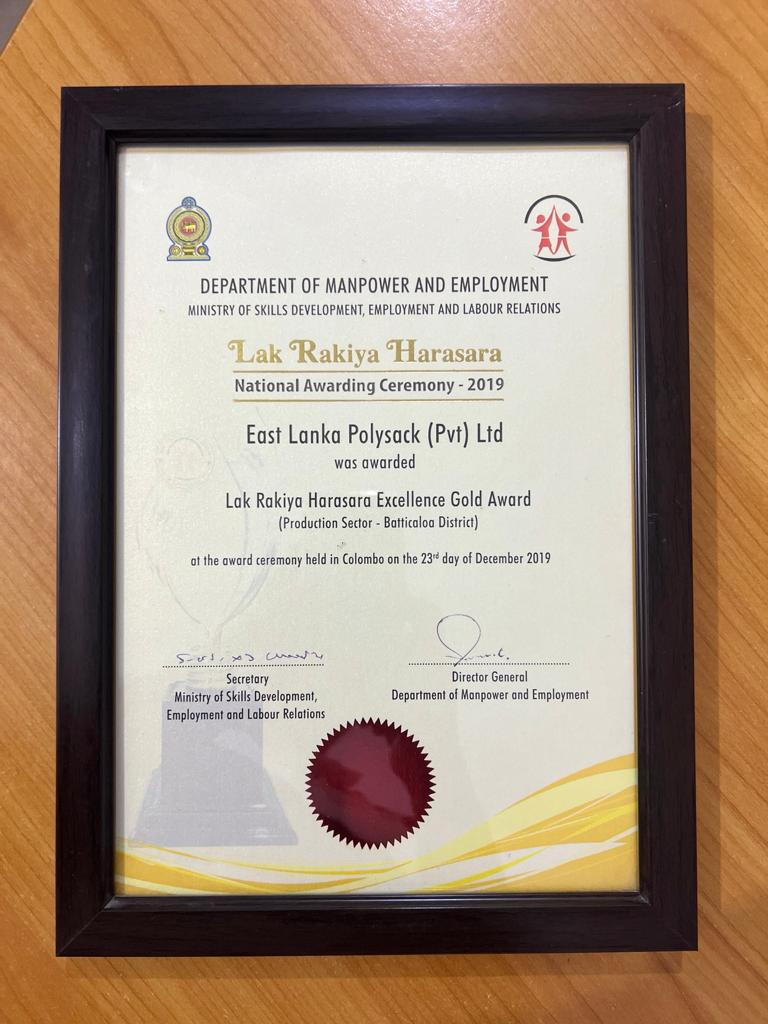 DEPARTMENT OF MANPOWER AND EMPLOYMENT
MINISTRY OF SKILLS DEVELOPMENT, EMPLOYMENT AND LABOUR RELATIONS
Lak Rakiya Harasara
National Awarding Ceremony - 2019
East Lanka Polysack (Pvt) Ltd
was awarded
Lak Rakiya Harasara Excellence Gold Award
(Production Sector - Batticaloa District)
at the award ceremony held in Colombo on the 23rd day of December 2019
Secretary
Ministry of Skills Development,
Employment and Labour Relations
Director General
Department of Manpower and Employment